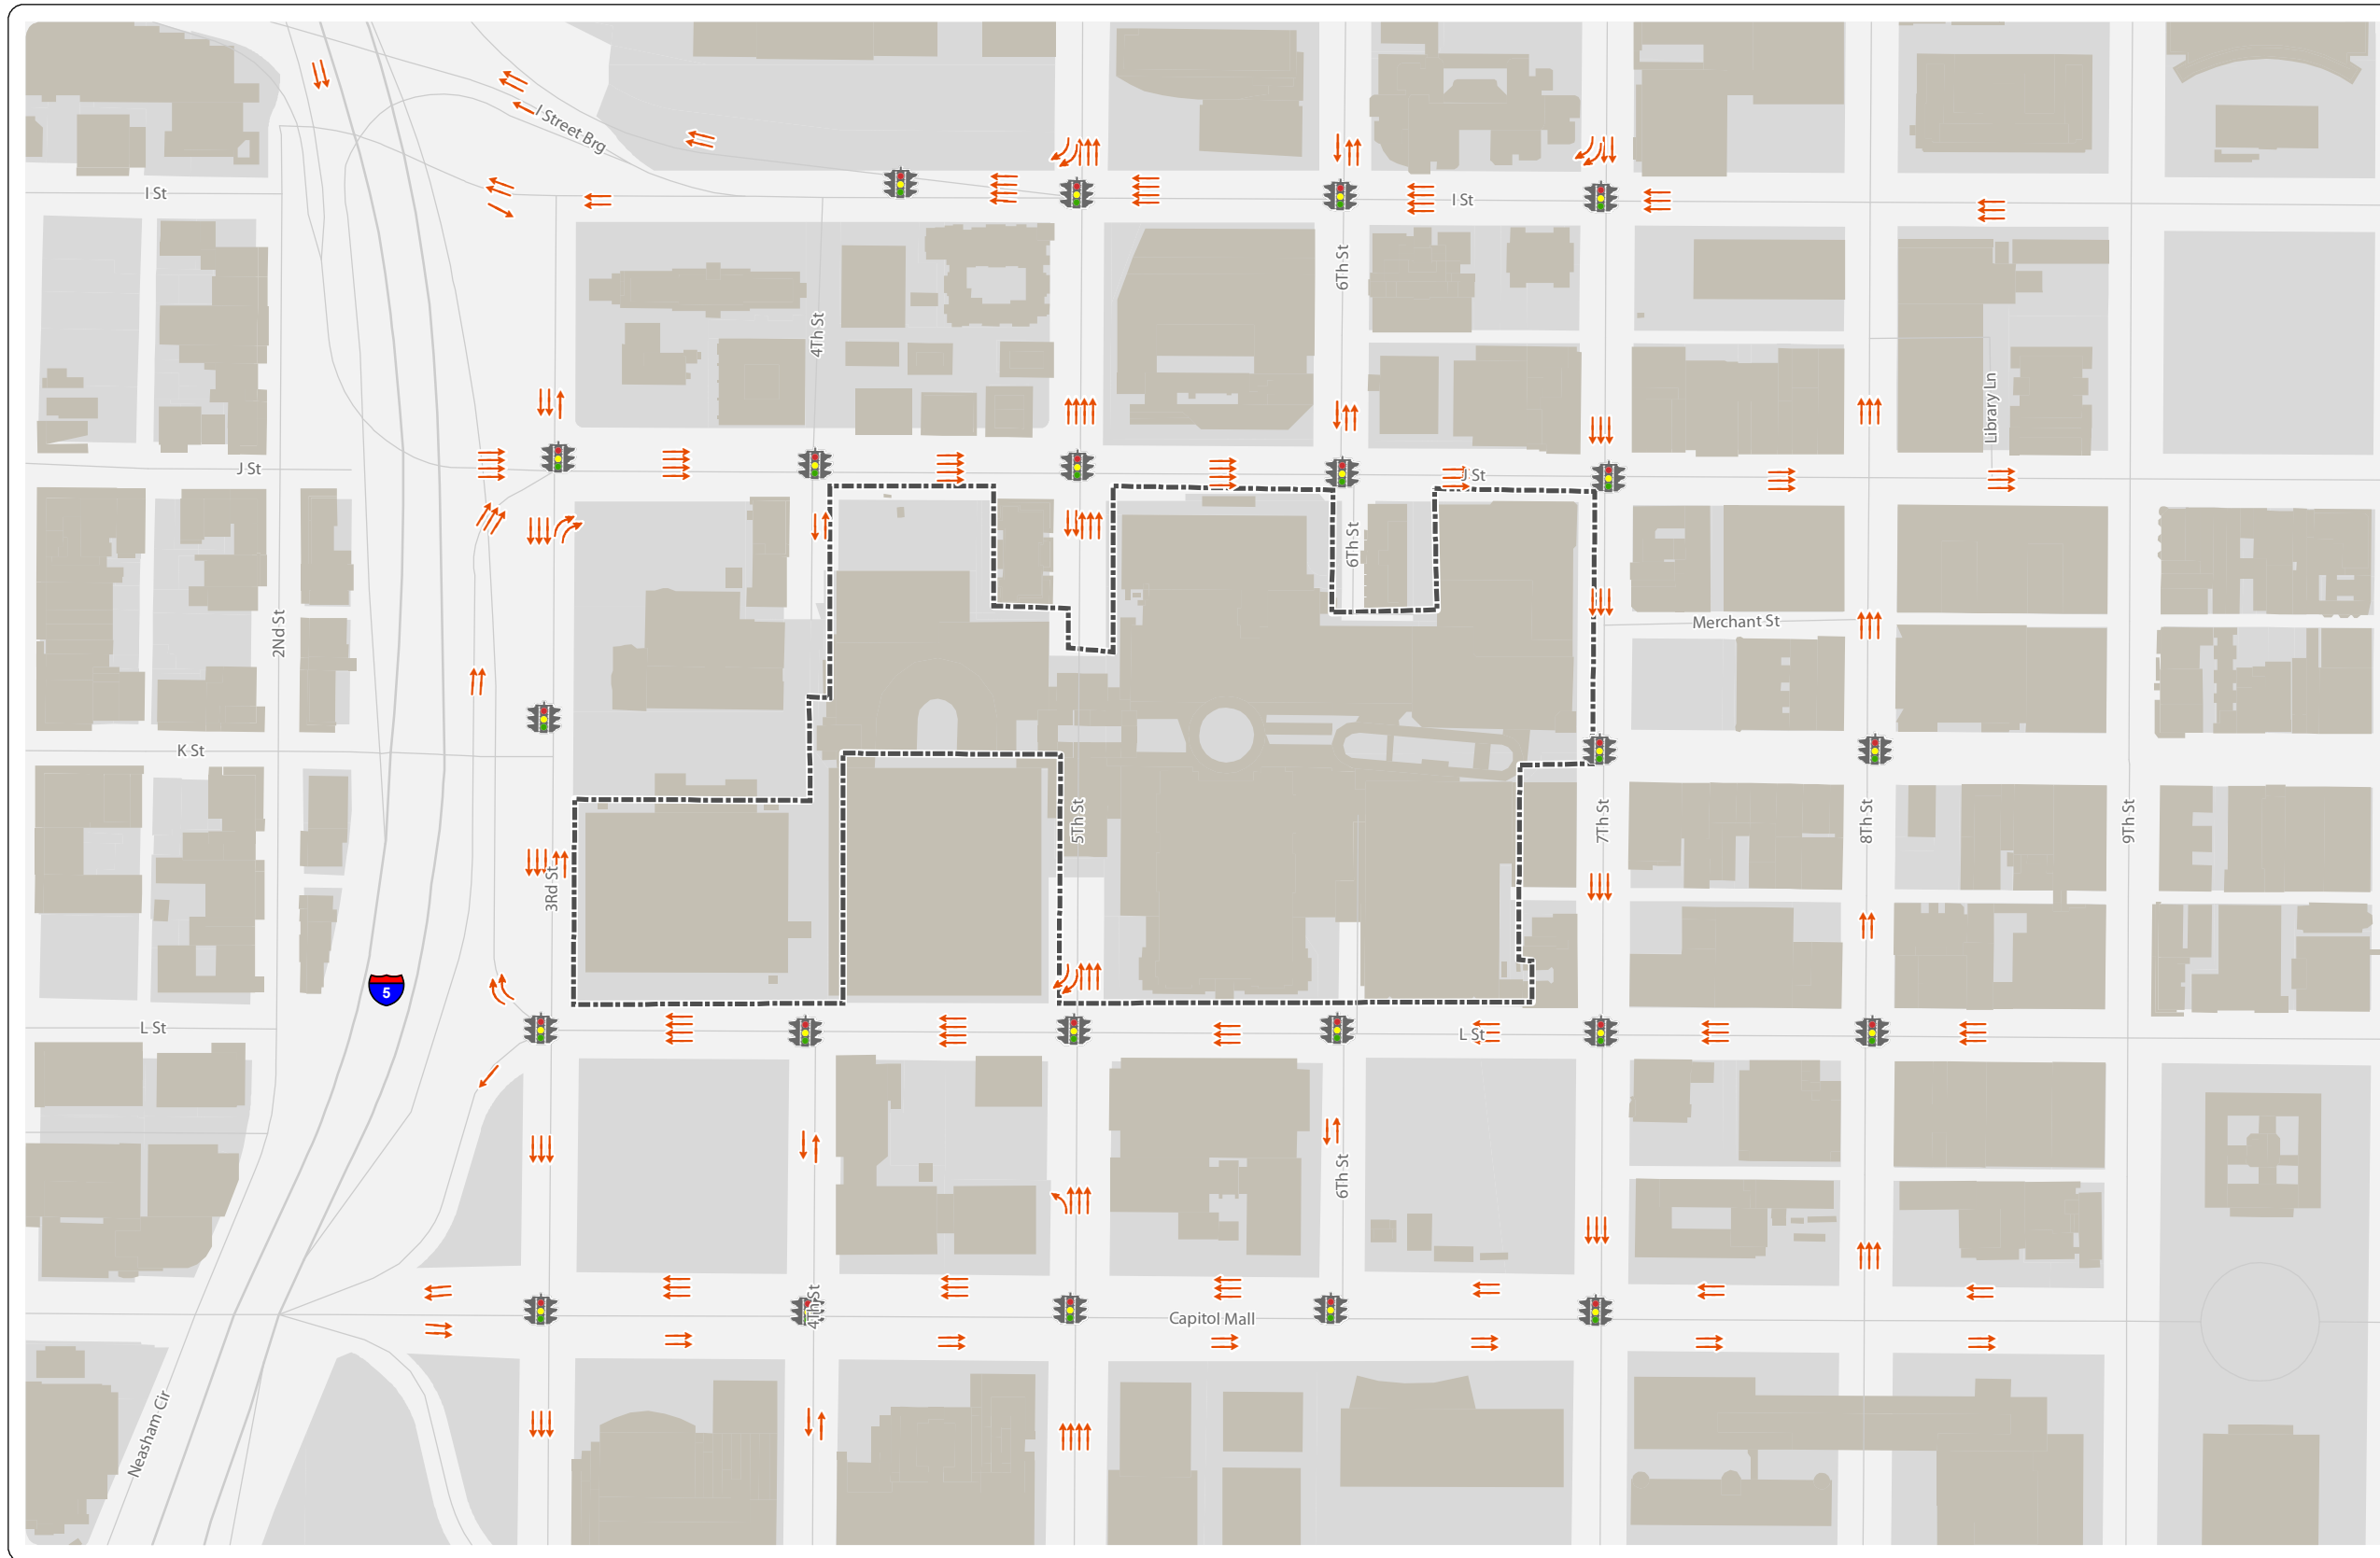 I Street Brg
I St
I St
6Th St
4Th St
Library Ln
J St
J St
6Th St
2Nd St
Merchant St
K St
5Th St
7Th St
8Th St
9Th St
3Rd St
5
L St
L St
6Th St
4Th St
Capitol Mall
Neasham Cir